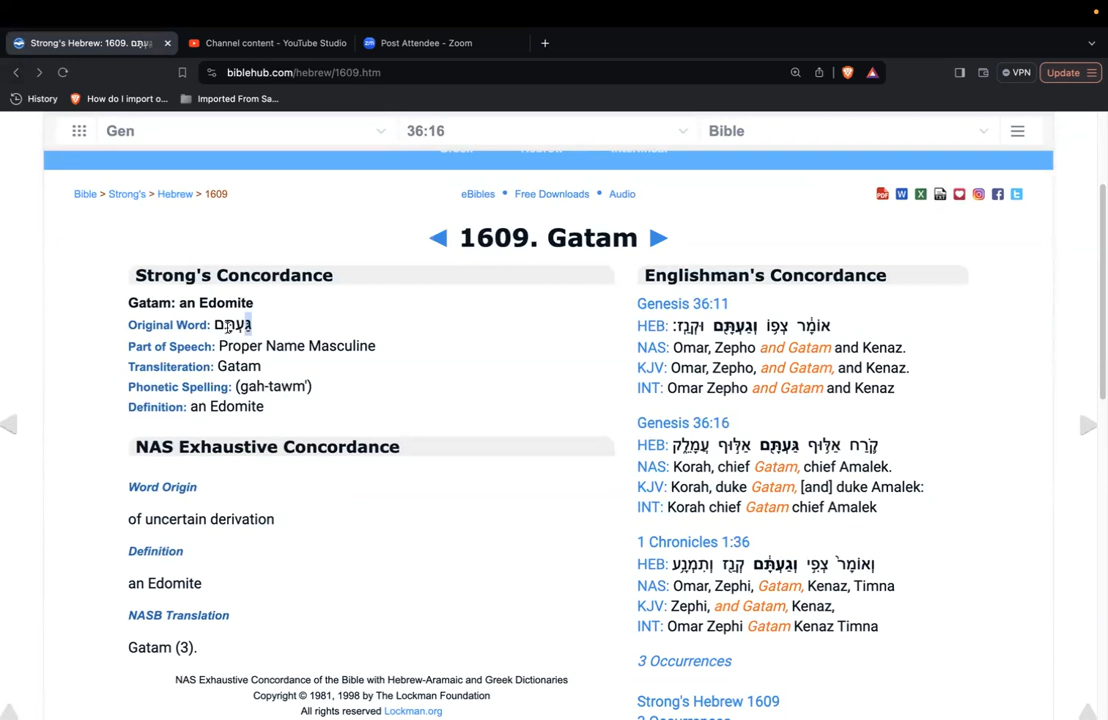 Strong's Hebrew: 1609. גַּעְתָּם
Channel content - YouTube Studio
Post Attendee - Zoom
biblehub.com/hebrew/1609.htm
VPN
Update
History
How do I import o...
Imported From Sa...
Gen
36:16
Bible
Bible > Strong's > Hebrew > 1609
eBibles • Free Downloads • Audio
1609. Gatam
Strong's Concordance
Gatam: an Edomite
Original Word: גַּעְתָּם
Part of Speech: Proper Name Masculine
Transliteration: Gatam
Phonetic Spelling: (gah-tawm')
Definition: an Edomite
NAS Exhaustive Concordance
Word Origin
of uncertain derivation
Definition
an Edomite
NASB Translation
Gatam (3).
NAS Exhaustive Concordance of the Bible with Hebrew-Aramaic and Greek Dictionaries
Copyright © 1981, 1998 by The Lockman Foundation
All rights reserved Lockman.org
Englishman's Concordance
Genesis 36:11
HEB: אוֹמָ֔ר צְפ֥וֹ וְגַעְתָּ֖ם וּקְנַֽז׃
NAS: Omar, Zepho and Gatam and Kenaz.
KJV: Omar, Zepho, and Gatam, and Kenaz.
INT: Omar Zepho and Gatam and Kenaz
Genesis 36:16
HEB: קֹ֛רַח אַלּ֥וּף גַּעְתָּ֖ם אַלּ֣וּף עֲמָלֵ֑ק
NAS: Korah, chief Gatam, chief Amalek.
KJV: Korah, duke Gatam, [and] duke Amalek:
INT: Korah chief Gatam chief Amalek
1 Chronicles 1:36
HEB: וְאוֹמָר֙ צְפִ֣י וְגַעְתָּ֔ם קְנַ֖ז וְתִמְנָ֥ע
NAS: Omar, Zephi, Gatam, Kenaz, Timna
KJV: Zephi, and Gatam, Kenaz,
INT: Omar Zephi Gatam Kenaz Timna
3 Occurrences
Strong's Hebrew 1609